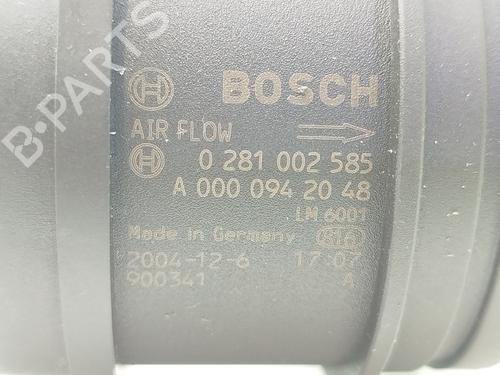 BOSCH
AIR FLOW
0 281 002 585
A 000 094 20 48
LM 6001
Made in Germany
2004-12-6 17:07
900341 A
B-PARTS